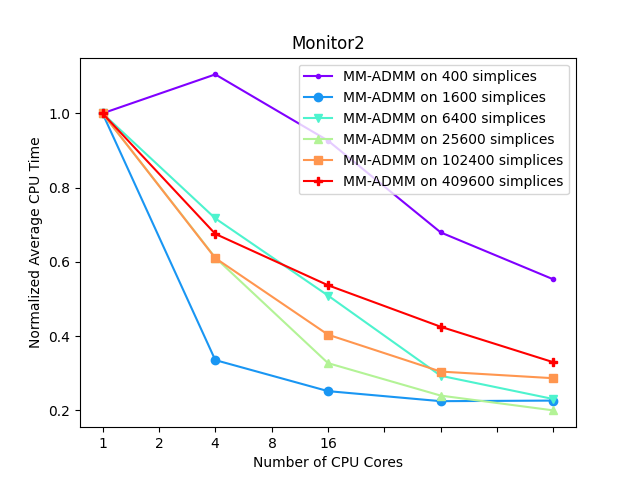 Monitor2
MM-ADMM on 400 simplices
MM-ADMM on 1600 simplices
MM-ADMM on 6400 simplices
MM-ADMM on 25600 simplices
MM-ADMM on 102400 simplices
MM-ADMM on 409600 simplices
Normalized Average CPU Time
1.0
0.8
0.6
0.4
0.2
1 2 4 8 16
Number of CPU Cores